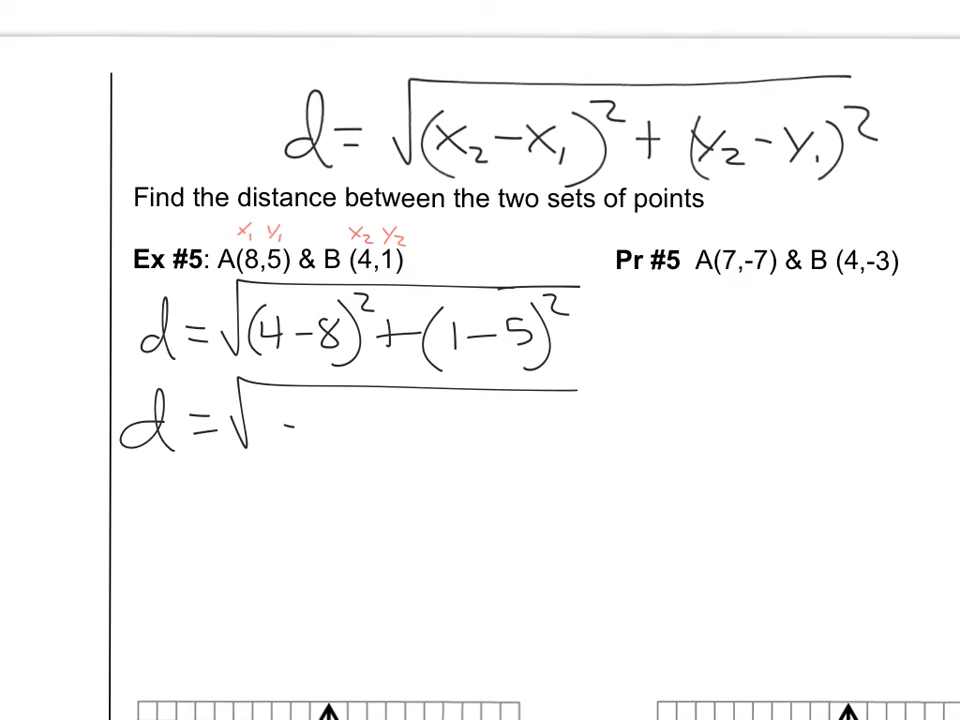 d = √(x₂ - x₁)² + (y₂ - y₁)²
Find the distance between the two sets of points
x₁ y₁ x₂ y₂
Ex #5: A(8,5) & B (4,1) Pr #5 A(7,-7) & B (4,-3)
d = √(4 - 8)² + (1 - 5)²
d = √ -